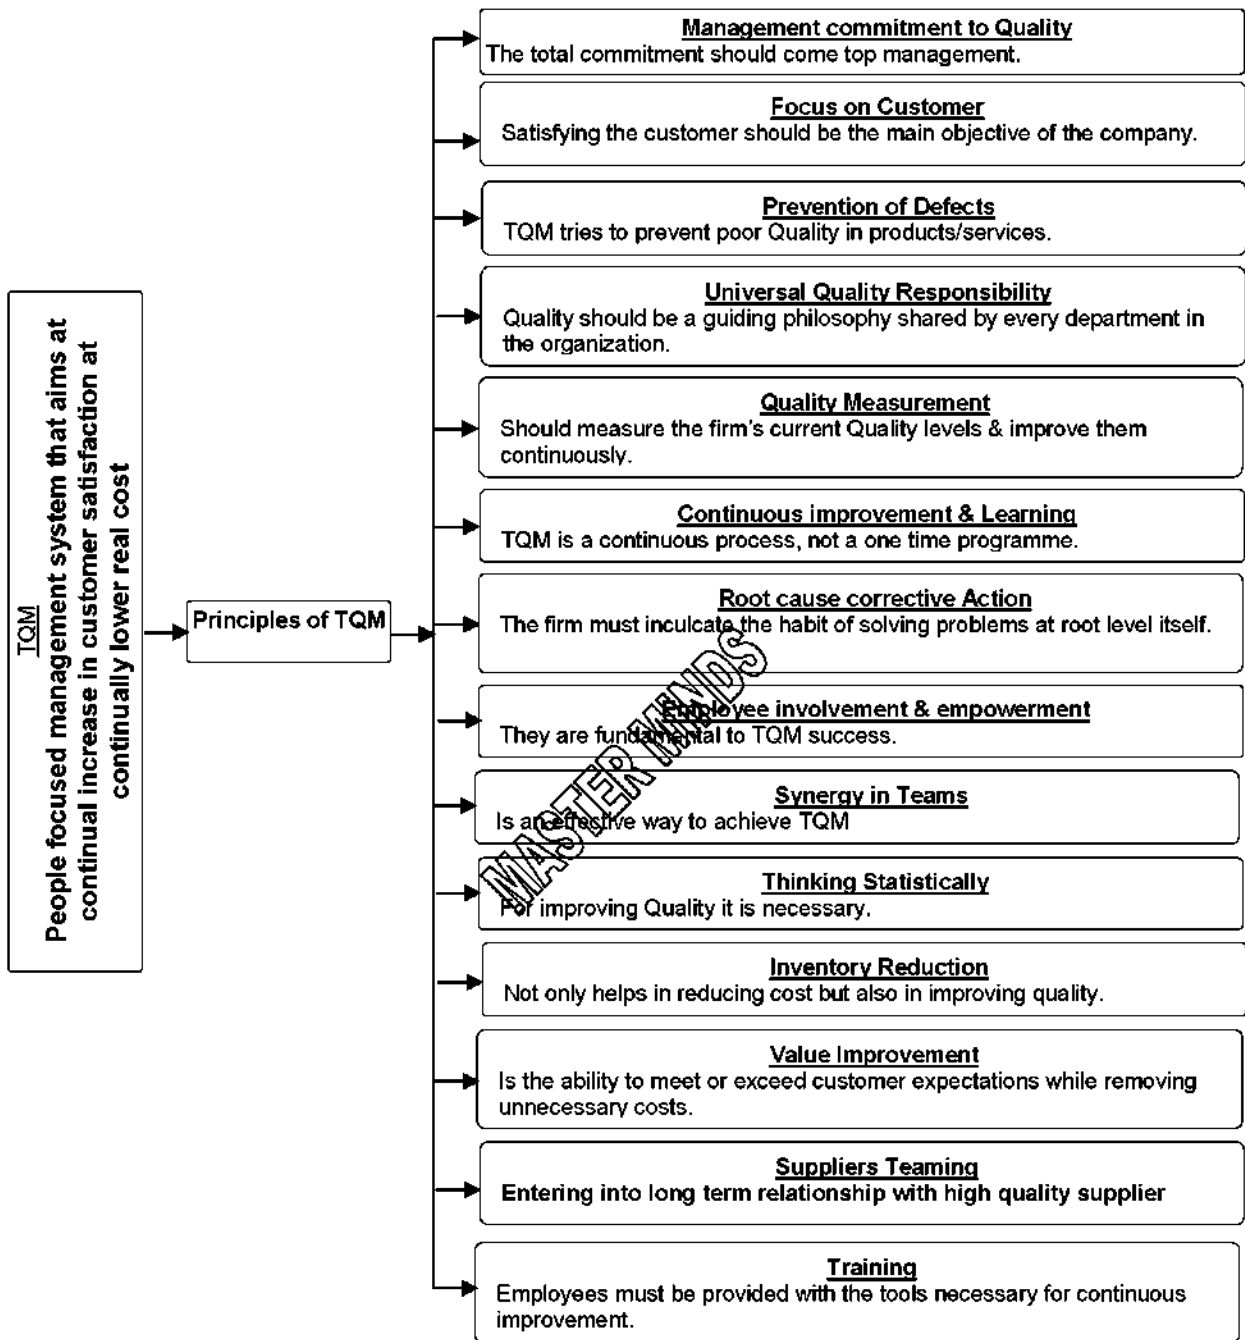 TQM
People focused management system that aims at
continual increase in customer satisfaction at
continually lower real cost
Principles of TQM
Management commitment to Quality
The total commitment should come top management.
Focus on Customer
Satisfying the customer should be the main objective of the company.
Prevention of Defects
TQM tries to prevent poor Quality in products/services.
Universal Quality Responsibility
Quality should be a guiding philosophy shared by every department in
the organization.
Quality Measurement
Should measure the firm's current Quality levels & improve them
continuously.
Continuous improvement & Learning
TQM is a continuous process, not a one time programme.
Root cause corrective Action
The firm must inculcate the habit of solving problems at root level itself.
Employee involvement & empowerment
They are fundamental to TQM success.
Synergy in Teams
Is an effective way to achieve TQM
Thinking Statistically
For improving Quality it is necessary.
Inventory Reduction
Not only helps in reducing cost but also in improving quality.
Value Improvement
Is the ability to meet or exceed customer expectations while removing
unnecessary costs.
Suppliers Teaming
Entering into long term relationship with high quality supplier
Training
Employees must be provided with the tools necessary for continuous
improvement.
MASTER MINDS